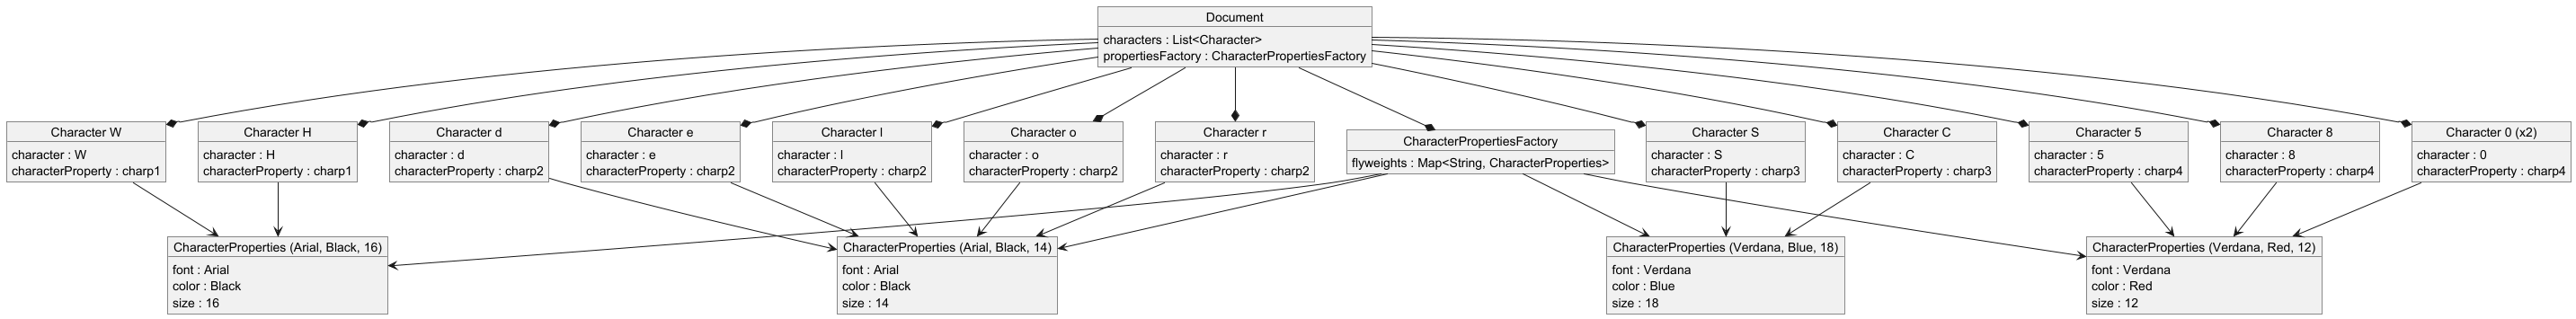 Document
characters : List<Character>
propertiesFactory : CharacterPropertiesFactory
Character W
character : W
characterProperty : charp1
Character H
character : H
characterProperty : charp1
Character d
character : d
characterProperty : charp2
Character e
character : e
characterProperty : charp2
Character l
character : l
characterProperty : charp2
Character o
character : o
characterProperty : charp2
Character r
character : r
characterProperty : charp2
CharacterPropertiesFactory
flyweights : Map<String, CharacterProperties>
Character S
character : S
characterProperty : charp3
Character C
character : C
characterProperty : charp3
Character 5
character : 5
characterProperty : charp4
Character 8
character : 8
characterProperty : charp4
Character 0 (x2)
character : 0
characterProperty : charp4
CharacterProperties (Arial, Black, 16)
font : Arial
color : Black
size : 16
CharacterProperties (Arial, Black, 14)
font : Arial
color : Black
size : 14
CharacterProperties (Verdana, Blue, 18)
font : Verdana
color : Blue
size : 18
CharacterProperties (Verdana, Red, 12)
font : Verdana
color : Red
size : 12